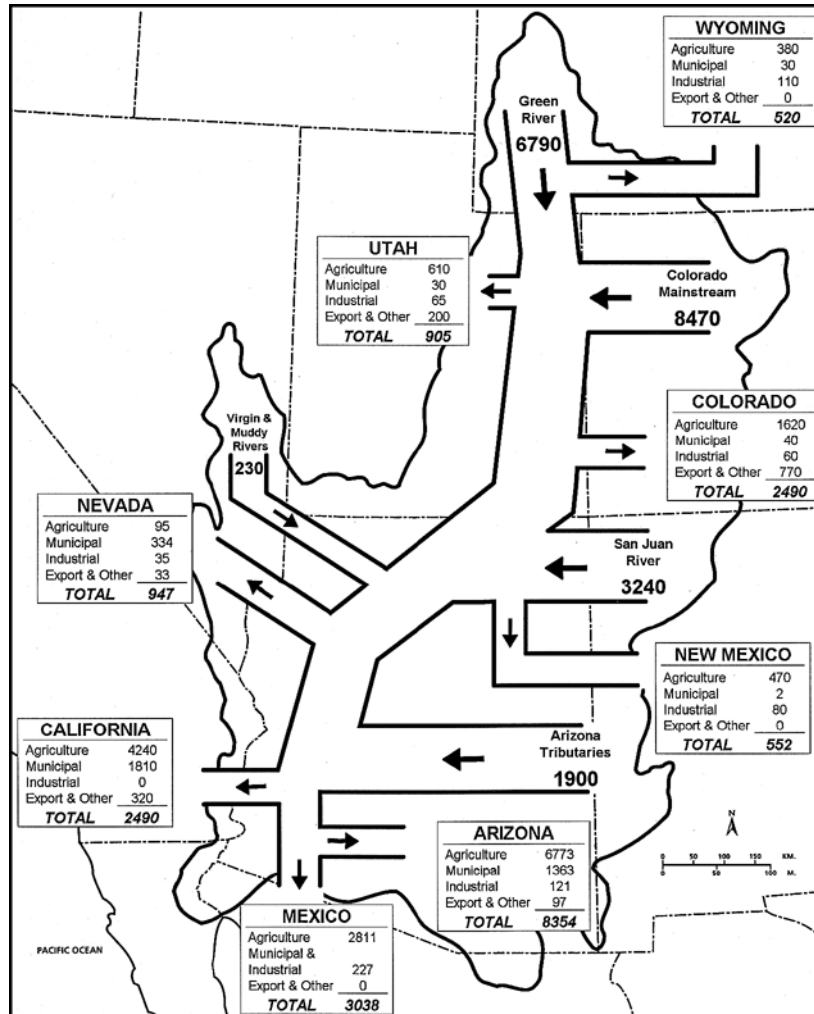 WYOMING
Agriculture 380
Municipal 30
Industrial 110
Export & Other 0
TOTAL 520
Green
River
6790
UTAH
Agriculture 610
Municipal 30
Industrial 65
Export & Other 200
TOTAL 905
Colorado
Mainstream
8470
COLORADO
Agriculture 1620
Municipal 40
Industrial 60
Export & Other 770
TOTAL 2490
Virgin &
Muddy
Rivers
230
NEVADA
Agriculture 95
Municipal 334
Industrial 35
Export & Other 33
TOTAL 947
San Juan
River
3240
NEW MEXICO
Agriculture 470
Municipal 2
Industrial 80
Export & Other 0
TOTAL 552
CALIFORNIA
Agriculture 4240
Municipal 1810
Industrial 0
Export & Other 320
TOTAL 2490
Arizona
Tributaries
1900
ARIZONA
Agriculture 6773
Municipal 1363
Industrial 121
Export & Other 97
TOTAL 8354
N
0 50 100 150 KM.
0 50 100 M.
MEXICO
Agriculture 2811
Municipal &
Industrial 227
Export & Other 0
TOTAL 3038
PACIFIC OCEAN